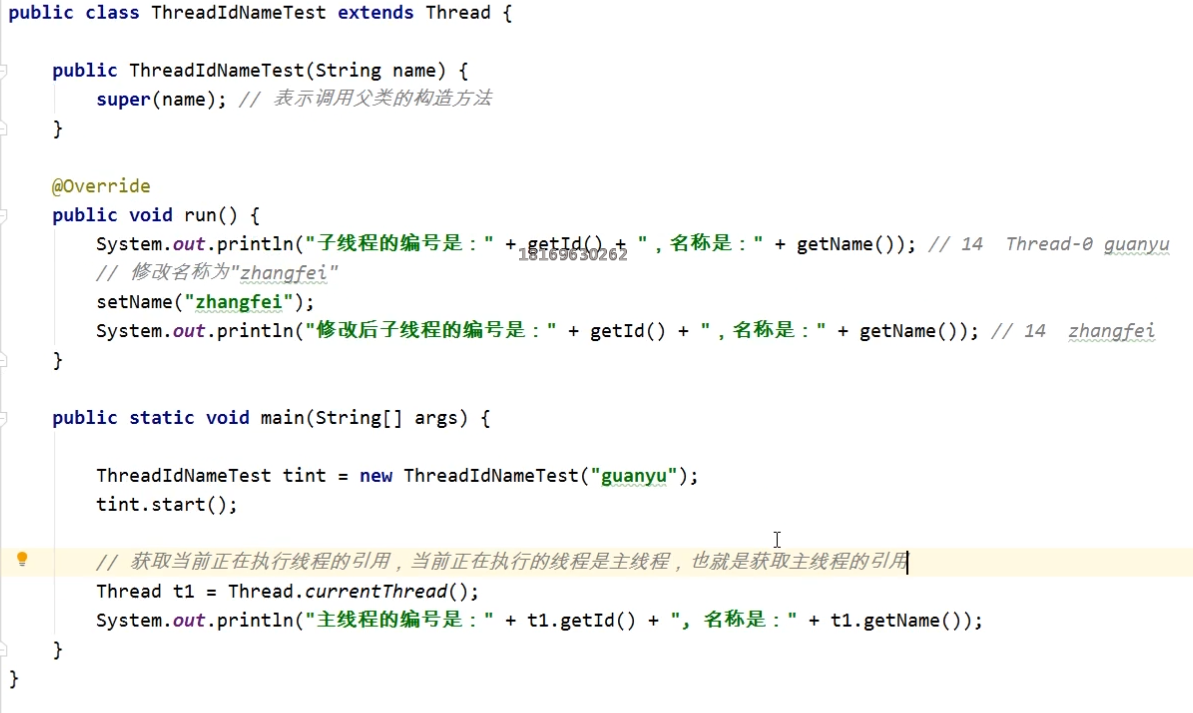 public class ThreadIdNameTest extends Thread {
public ThreadIdNameTest(String name) {
super(name); // 表示调用父类的构造方法
}
@Override
public void run() {
System.out.println("子线程的编号是：" + getId() + "，名称是：" + getName()); // 14 Thread-0 guanyu
18169630262
// 修改名称为"zhangfei"
setName("zhangfei");
System.out.println("修改后子线程的编号是：" + getId() + "，名称是：" + getName()); // 14 zhangfei
}
public static void main(String[] args) {
ThreadIdNameTest tint = new ThreadIdNameTest("guanyu");
tint.start();
// 获取当前正在执行线程的引用，当前正在执行的线程是主线程，也就是获取主线程的引用
Thread t1 = Thread.currentThread();
System.out.println("主线程的编号是：" + t1.getId() + ", 名称是：" + t1.getName());
}
}